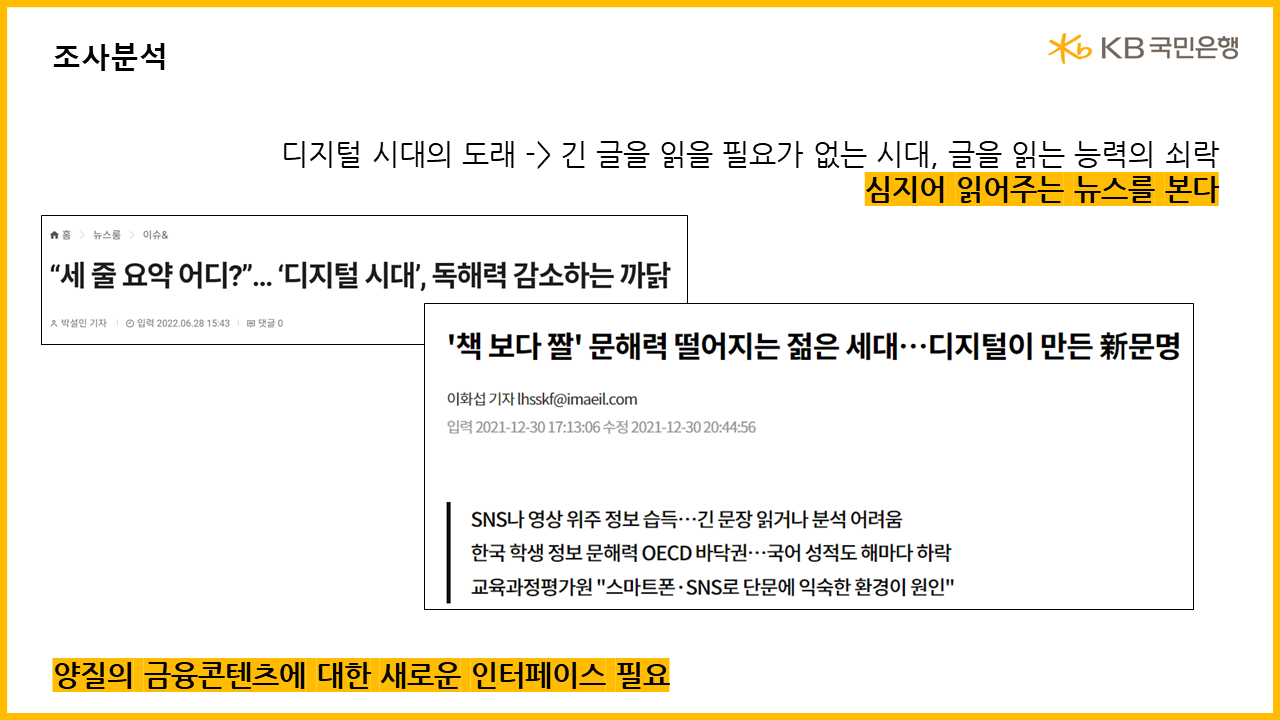 조사분석
KB 국민은행
디지털 시대의 도래 -> 긴 글을 읽을 필요가 없는 시대, 글을 읽는 능력의 쇠락
심지어 읽어주는 뉴스를 본다
홈 > 뉴스룸 > 이슈&
“세 줄 요약 어디?”... ‘디지털 시대’, 독해력 감소하는 까닭
박설민 기자 | 입력 2022.06.28 15:43 | 댓글 0
'책 보다 짤' 문해력 떨어지는 젊은 세대…디지털이 만든 新문명
이화섭 기자 lhsskf@imaeil.com
입력 2021-12-30 17:13:06 수정 2021-12-30 20:44:56
SNS나 영상 위주 정보 습득…긴 문장 읽거나 분석 어려움
한국 학생 정보 문해력 OECD 바닥권…국어 성적도 해마다 하락
교육과정평가원 "스마트폰·SNS로 단문에 익숙한 환경이 원인"
양질의 금융콘텐츠에 대한 새로운 인터페이스 필요